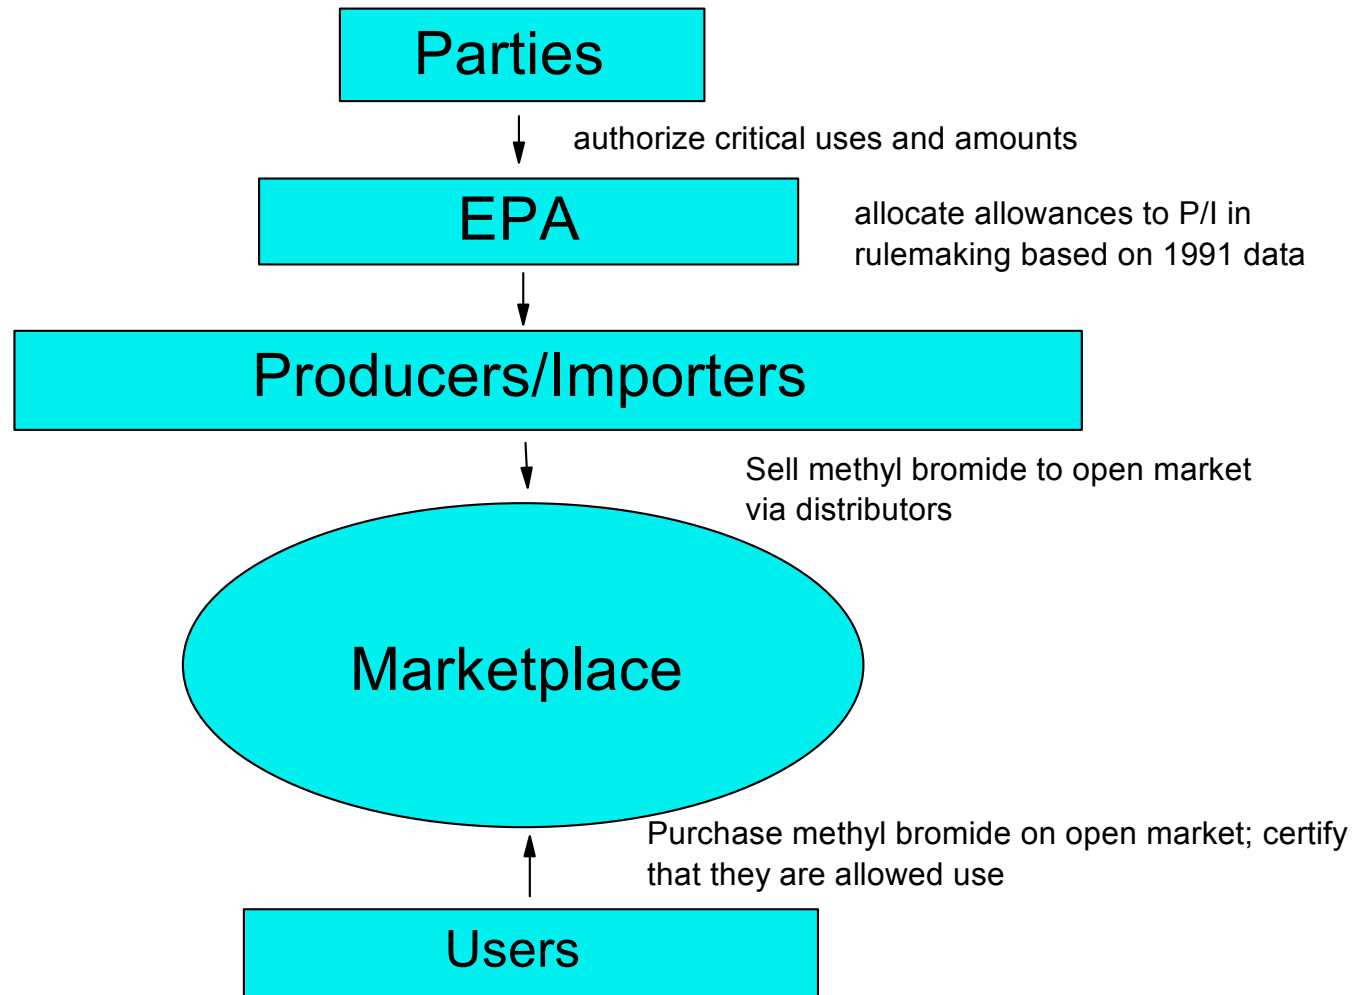 Parties
authorize critical uses and amounts
EPA
allocate allowances to P/I in
rulemaking based on 1991 data
Producers/Importers
Sell methyl bromide to open market
via distributors
Marketplace
Purchase methyl bromide on open market; certify
that they are allowed use
Users